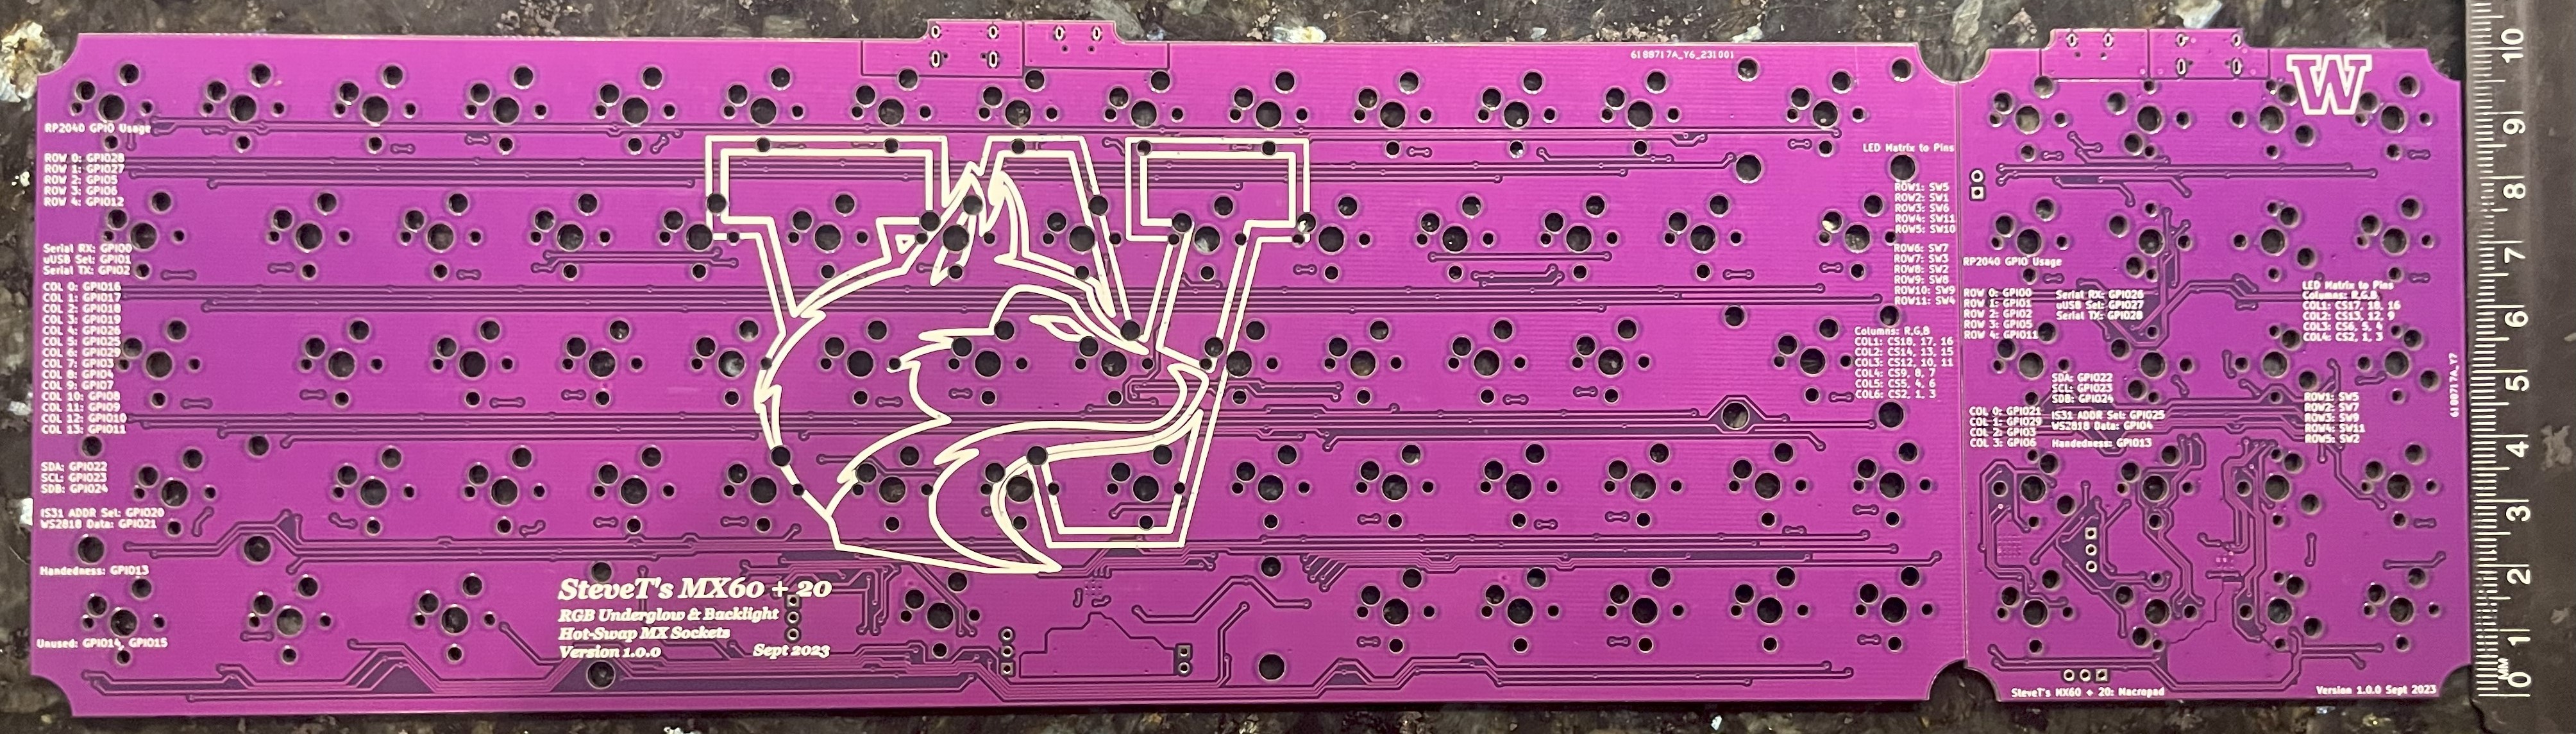 6188717A_Y6_231001
RP2040 GPIO Usage
ROW 0: GPIO28
ROW 1: GPIO27
ROW 2: GPIO5
ROW 3: GPIO6
ROW 4: GPIO12
Serial RX: GPIO0
uUSB Sel: GPIO1
Serial TX: GPIO2
COL 0: GPIO16
COL 1: GPIO17
COL 2: GPIO18
COL 3: GPIO19
COL 4: GPIO26
COL 5: GPIO25
COL 6: GPIO29
COL 7: GPIO3
COL 8: GPIO4
COL 9: GPIO7
COL 10: GPIO8
COL 11: GPIO9
COL 12: GPIO10
COL 13: GPIO11
SDA: GPIO22
SCL: GPIO23
SDB: GPIO24
IS31 ADDR Sel: GPIO20
WS2818 Data: GPIO21
Handedness: GPIO13
Unused: GPIO14, GPIO15
SteveT's MX60 + 20
RGB Underglow & Backlight
Hot-Swap MX Sockets
Version 1.0.0 Sept 2023
LED Matrix to Pins
ROW1: SW5
ROW2: SW1
ROW3: SW6
ROW4: SW11
ROW5: SW10
ROW6: SW7
ROW7: SW3
ROW8: SW2
ROW9: SW8
ROW10: SW9
ROW11: SW4
Columns: R,G,B
COL1: CS18, 17, 16
COL2: CS14, 13, 15
COL3: CS12, 10, 11
COL4: CS9, 8, 7
COL5: CS5, 4, 6
COL6: CS2, 1, 3
W
RP2040 GPIO Usage
ROW 0: GPIO0
ROW 1: GPIO1
ROW 2: GPIO2
ROW 3: GPIO5
ROW 4: GPIO11
Serial RX: GPIO26
uUSB Sel: GPIO27
Serial TX: GPIO28
SDA: GPIO22
SCL: GPIO23
SDB: GPIO24
COL 0: GPIO21
COL 1: GPIO29
COL 2: GPIO3
COL 3: GPIO6
IS31 ADDR Sel: GPIO25
WS2818 Data: GPIO4
Handedness: GPIO13
LED Matrix to Pins
Columns: R,G,B
COL1: CS17, 18, 16
COL2: CS13, 12, 9
COL3: CS6, 5, 4
COL4: CS2, 1, 3
ROW1: SW5
ROW2: SW7
ROW3: SW9
ROW4: SW11
ROW5: SW2
6188717A_Y7
SteveT's MX60 + 20: Macropad
Version 1.0.0 Sept 2023
10
9
8
7
6
5
4
3
2
1
0
MM